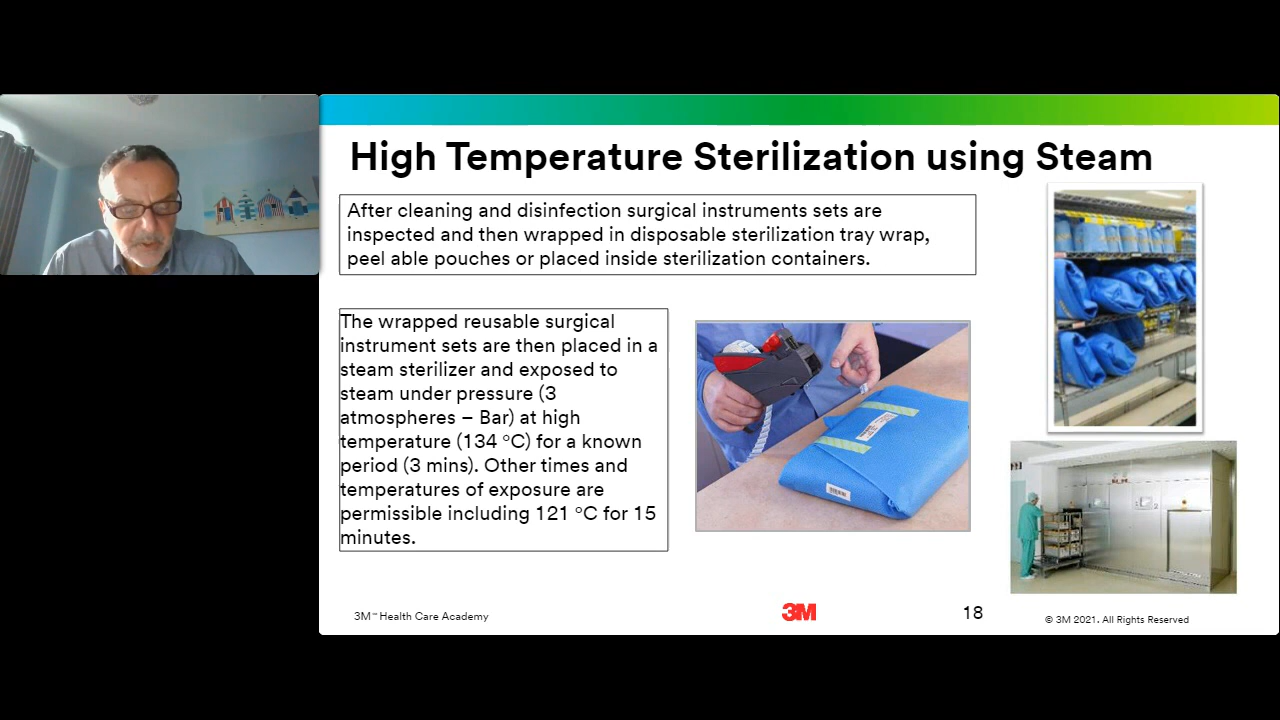 High Temperature Sterilization using Steam
After cleaning and disinfection surgical instruments sets are
inspected and then wrapped in disposable sterilization tray wrap,
peel able pouches or placed inside sterilization containers.
The wrapped reusable surgical
instrument sets are then placed in a
steam sterilizer and exposed to
steam under pressure (3
atmospheres – Bar) at high
temperature (134 °C) for a known
period (3 mins). Other times and
temperatures of exposure are
permissible including 121 °C for 15
minutes.
3M™ Health Care Academy
3M
18
© 3M 2021. All Rights Reserved